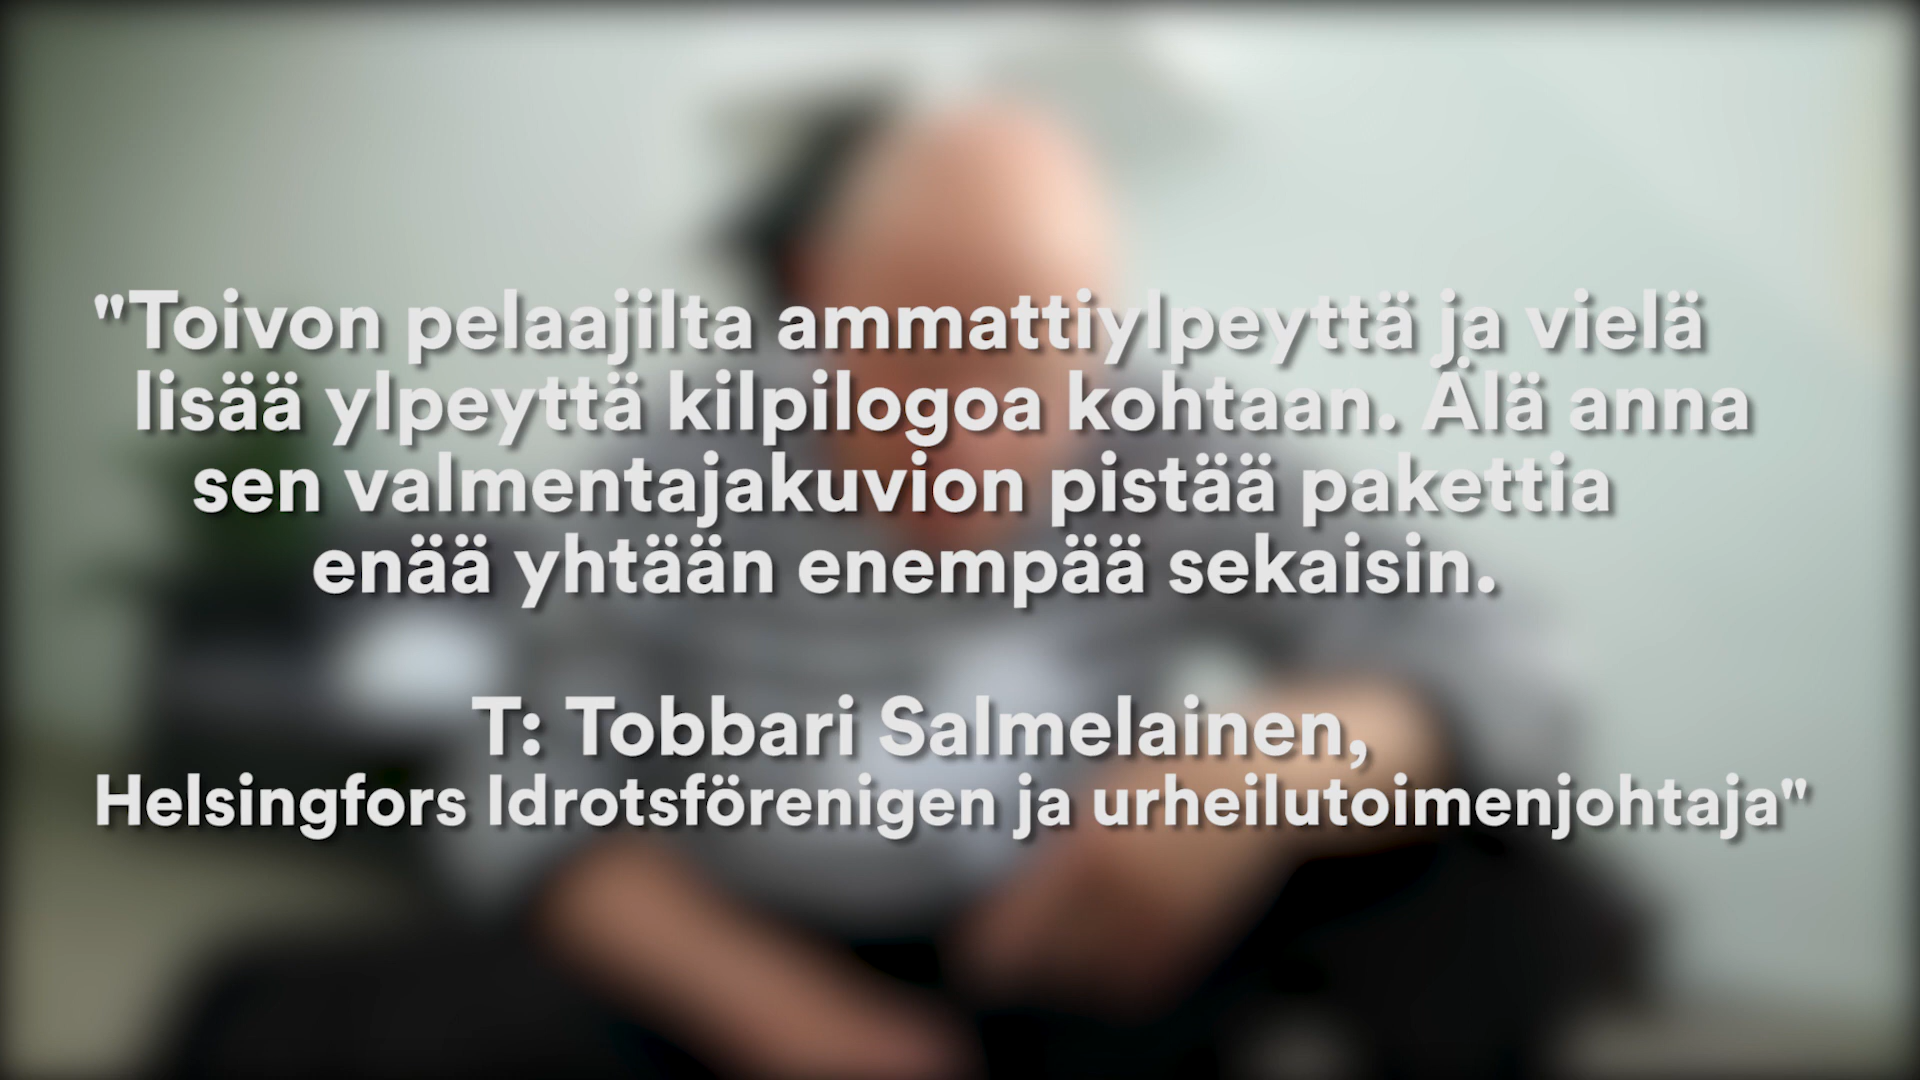 "Toivon pelaajilta ammattiylpeyttä ja vielä
lisää ylpeyttä kilpilogoa kohtaan. Älä anna
sen valmentajakuvion pistää pakettia
enää yhtään enempää sekaisin.
T: Tobbari Salmelainen,
Helsingfors Idrotsförenigen ja urheilutoimenjohtaja"